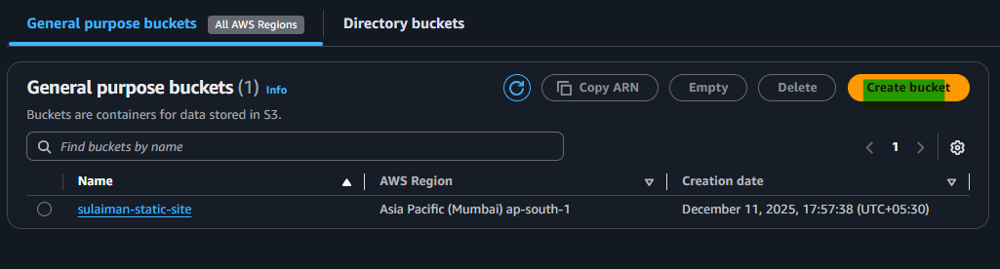 General purpose buckets All AWS Regions Directory buckets
General purpose buckets (1) Info Copy ARN Empty Delete Create bucket
Buckets are containers for data stored in S3.
Find buckets by name 1
Name AWS Region Creation date
sulaiman-static-site Asia Pacific (Mumbai) ap-south-1 December 11, 2025, 17:57:38 (UTC+05:30)